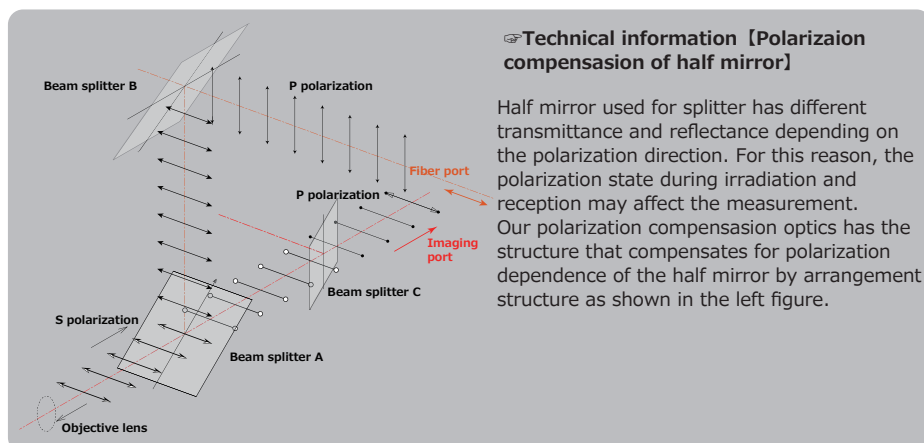 ☞Technical information【Polarizaion
compensasion of half mirror】
Half mirror used for splitter has different
transmittance and reflectance depending on
the polarization direction. For this reason, the
polarization state during irradiation and
reception may affect the measurement.
Our polarization compensasion optics has the
structure that compensates for polarization
dependence of the half mirror by arrangement
structure as shown in the left figure.
Beam splitter B
P polarization
Fiber port
P polarization
Imaging
port
Beam splitter C
S polarization
Beam splitter A
Objective lens